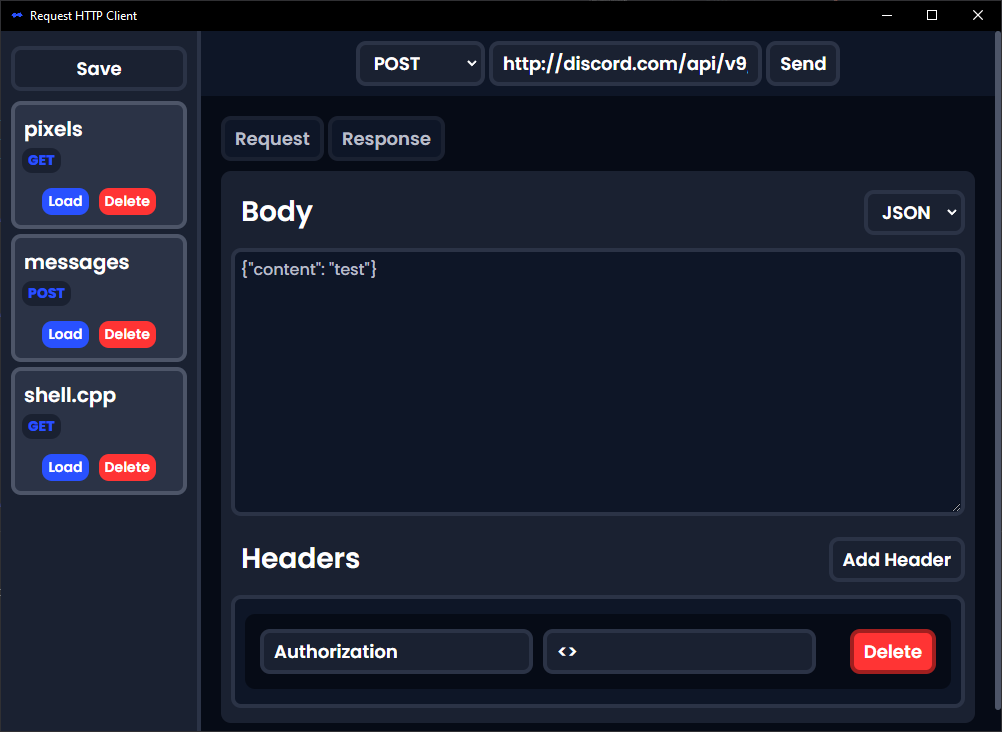 Request HTTP Client
Save
pixels
GET
Load Delete
messages
POST
Load Delete
shell.cpp
GET
Load Delete
POST http://discord.com/api/v9 Send
Request Response
Body JSON
{"content": "test"}
Headers Add Header
Authorization <> Delete